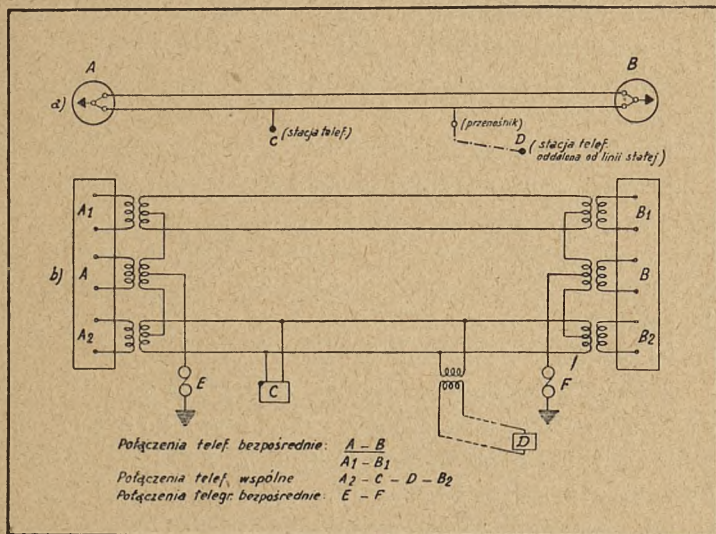 A B
a)
C (stacja telef.)
(przenośnik)
D (stacja telef. oddalona od linii stałej)
A1 B1
b) A B
A2 B2
E C F
D
Połączenia telef. bezpośrednie: A - B
A1 - B1
Połączenia telef. wspólne A2 - C - D - B2
Połączenia telegr. bezpośrednie: E - F